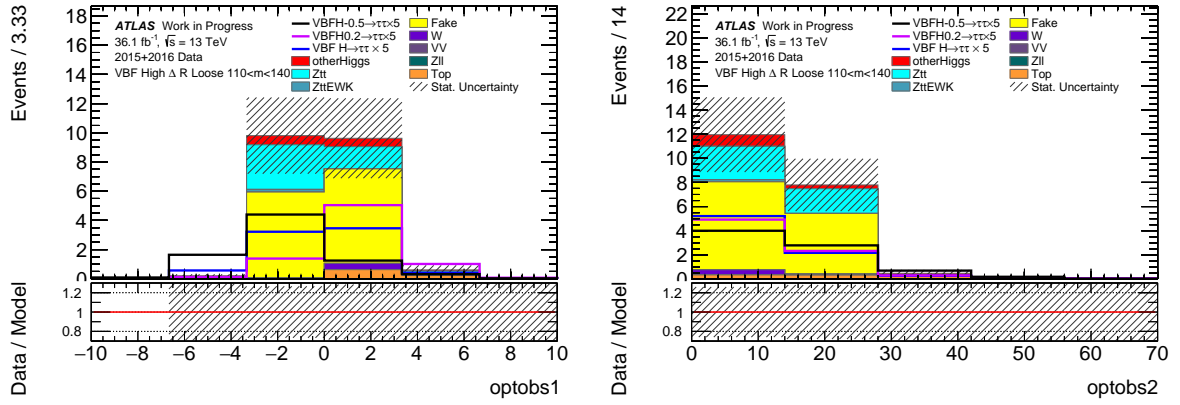 Events / 3.33
18
16
14
12
10
8
6
4
2
0
ATLAS Work in Progress
36.1 fb⁻¹, √s = 13 TeV
2015+2016 Data
VBF High Δ R Loose 110<m<140
VBFH-0.5→ττ×5
VBFH0.2→ττ×5
VBF H→ττ × 5
otherHiggs
Ztt
ZttEWK
Fake
W
VV
Zll
Top
Stat. Uncertainty
Data / Model
1.2
1
0.8
−10 −8 −6 −4 −2 0 2 4 6 8 10
optobs1
Events / 14
22
20
18
16
14
12
10
8
6
4
2
0
ATLAS Work in Progress
36.1 fb⁻¹, √s = 13 TeV
2015+2016 Data
VBF High Δ R Loose 110<m<140
VBFH-0.5→ττ×5
VBFH0.2→ττ×5
VBF H→ττ × 5
otherHiggs
Ztt
ZttEWK
Fake
W
VV
Zll
Top
Stat. Uncertainty
Data / Model
1.2
1
0.8
0 10 20 30 40 50 60 70
optobs2